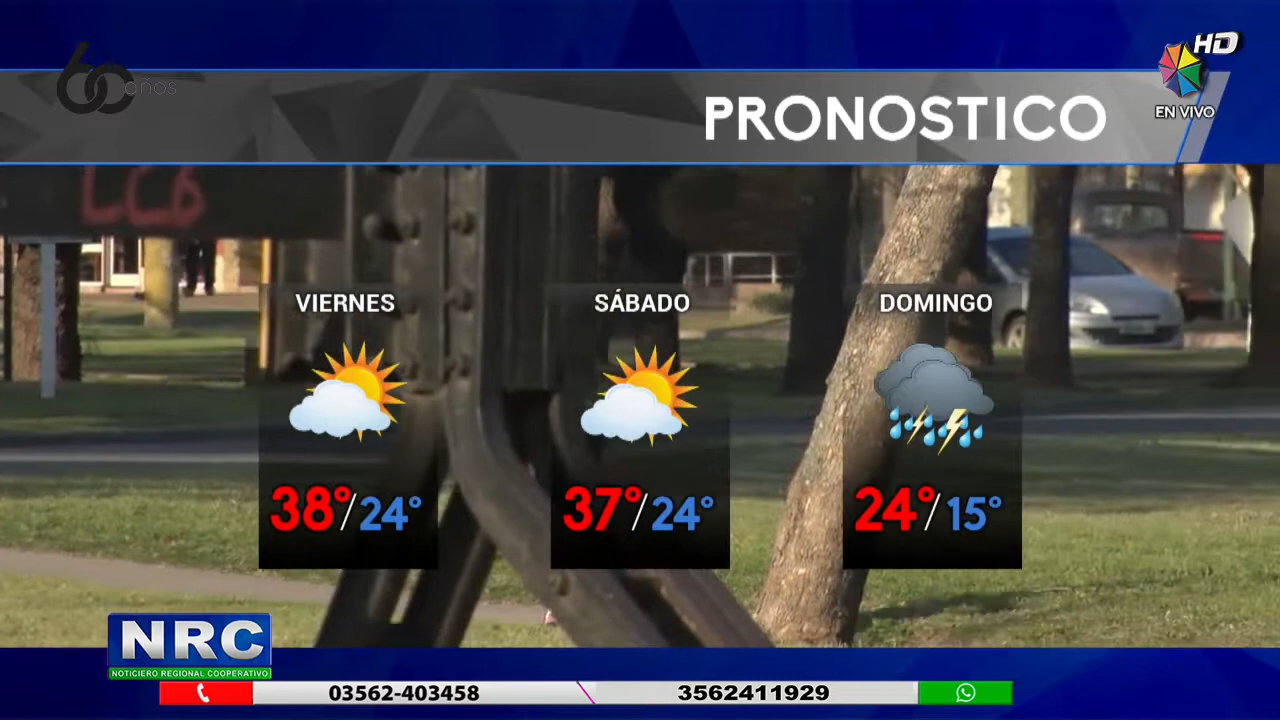 60 años
HD
EN VIVO
PRONOSTICO
LC6
VIERNES
SÁBADO
DOMINGO
38°/24°
37°/24°
24°/15°
NRC
NOTICIERO REGIONAL COOPERATIVO
03562-403458
3562411929